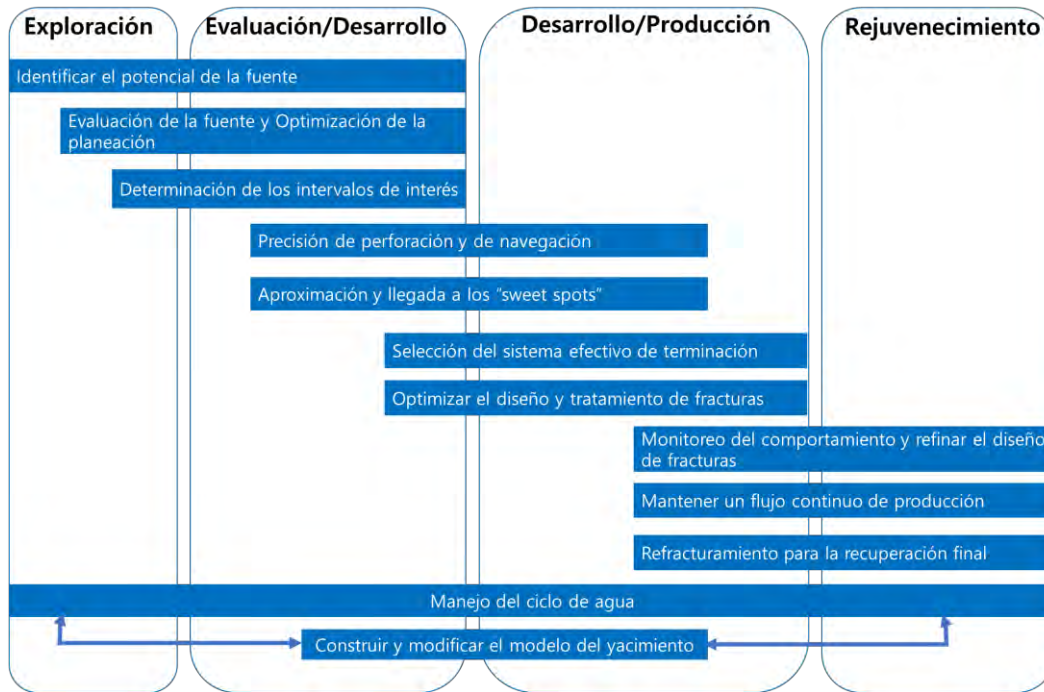 Exploración
Evaluación/Desarrollo
Desarrollo/Producción
Rejuvenecimiento
Identificar el potencial de la fuente
Evaluación de la fuente y Optimización de la
planeación
Determinación de los intervalos de interés
Precisión de perforación y de navegación
Aproximación y llegada a los “sweet spots”
Selección del sistema efectivo de terminación
Optimizar el diseño y tratamiento de fracturas
Monitoreo del comportamiento y refinar el diseño
de fracturas
Mantener un flujo continuo de producción
Refracturamiento para la recuperación final
Manejo del ciclo de agua
Construir y modificar el modelo del yacimiento